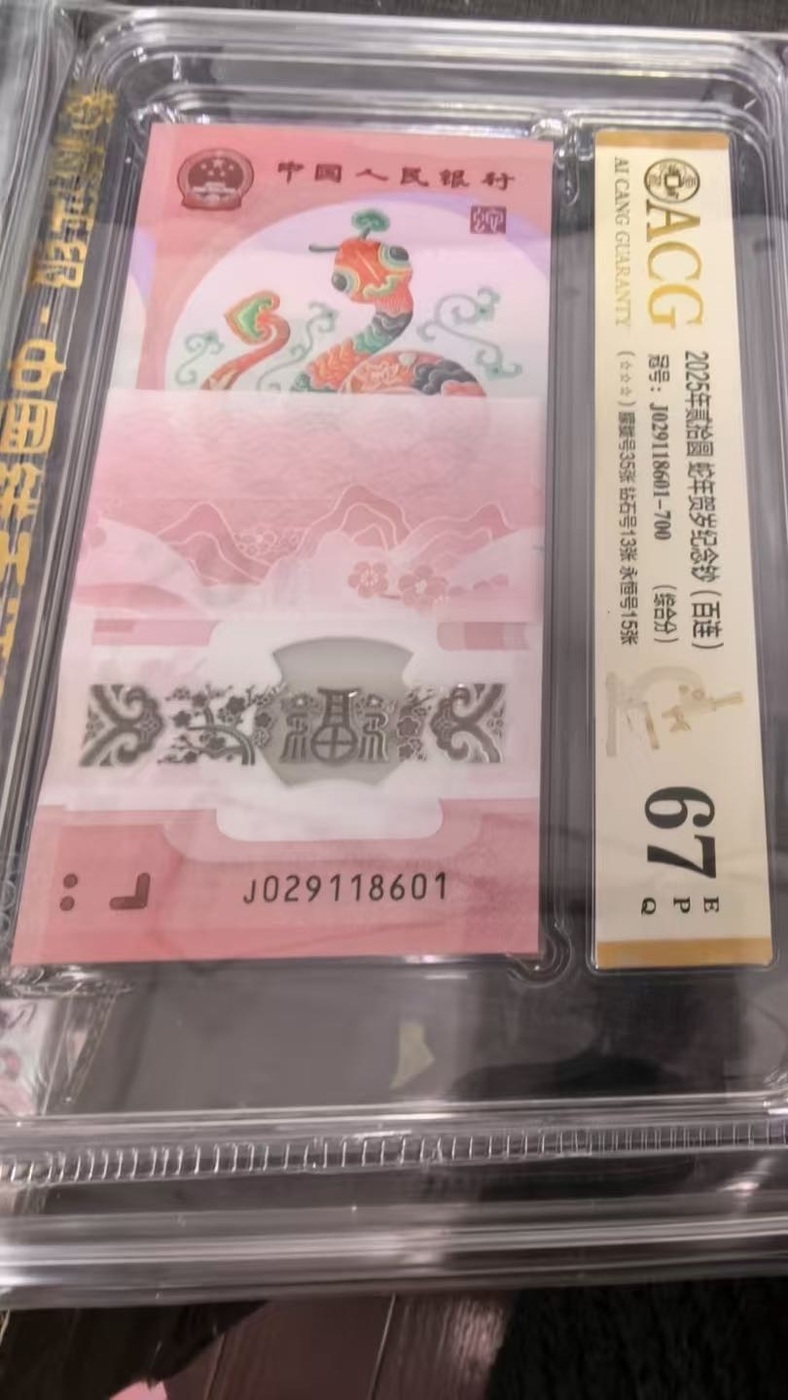 中国人民银行
J029118601
ACG
AI CANG GUARANTY
2025年贰拾圆 蛇年贺岁纪念钞（百连）
冠号：J029118601-700 （综合分）
(☆☆☆) 朦胧号35张 钻石号13张 永恒号15张
67
E
P
Q